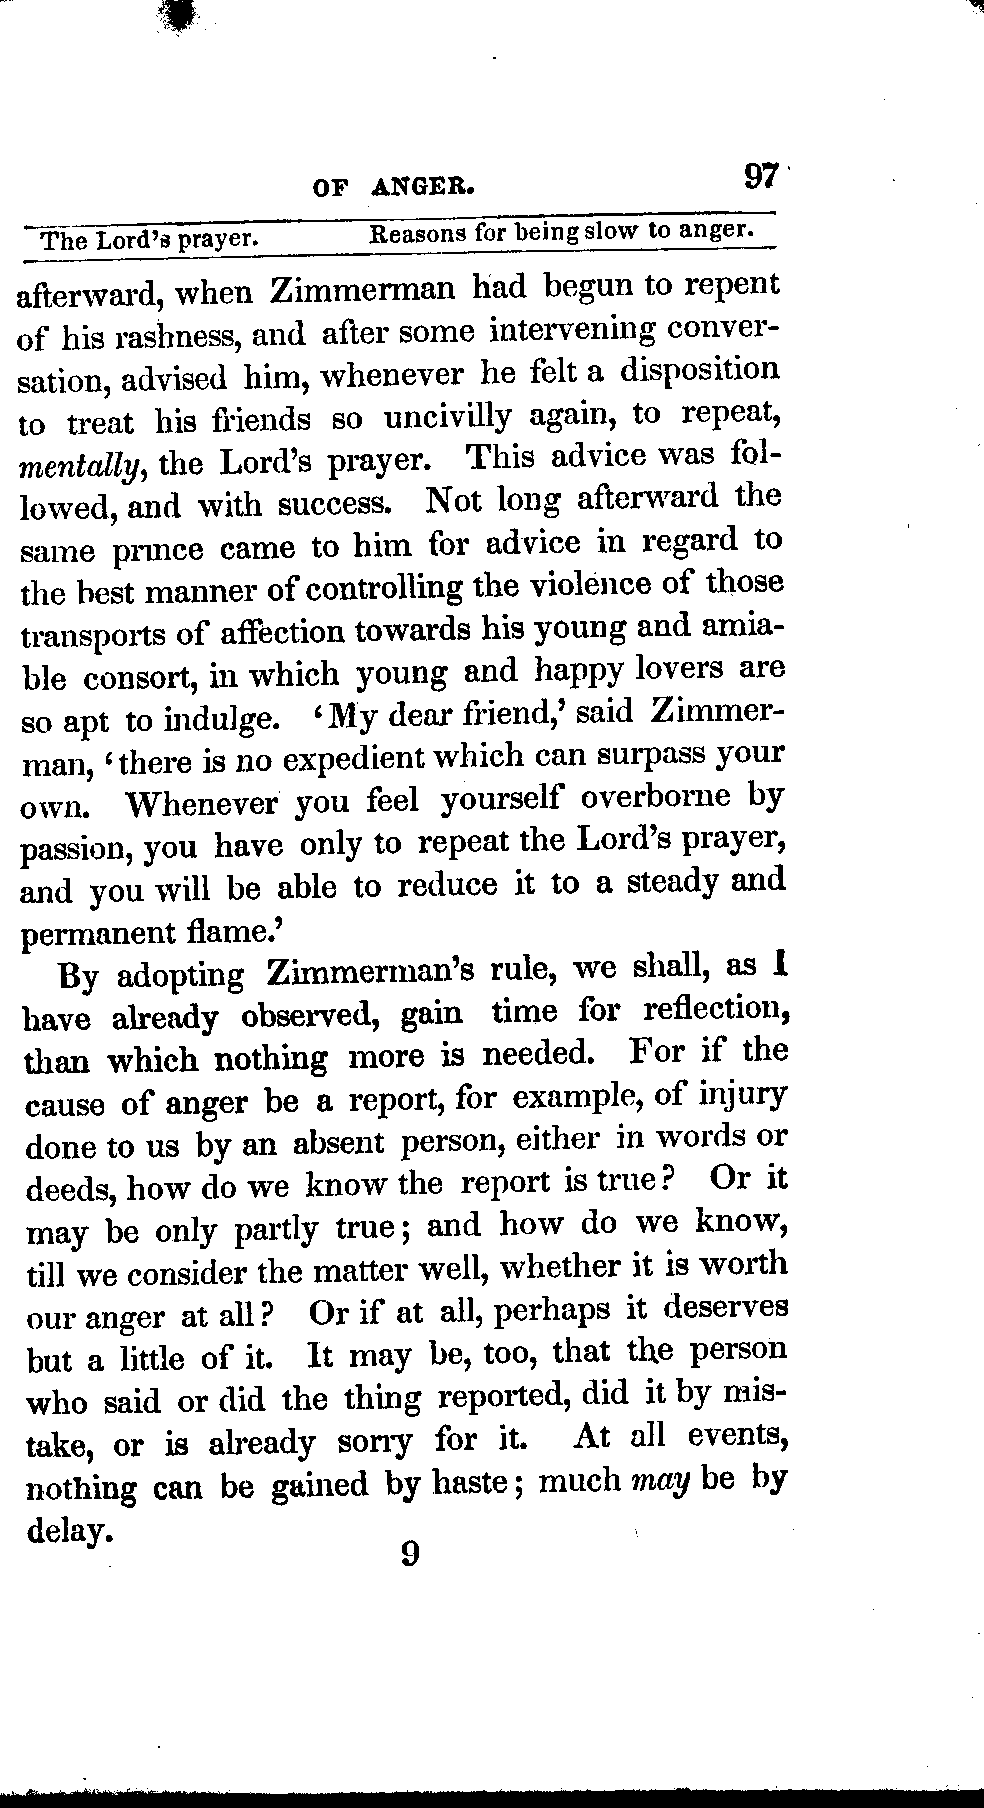 OF ANGER. 97
The Lord's prayer. Reasons for being slow to anger.
afterward, when Zimmerman had begun to repent
of his rashness, and after some intervening conver-
sation, advised him, whenever he felt a disposition
to treat his friends so uncivilly again, to repeat,
mentally, the Lord's prayer. This advice was fol-
lowed, and with success. Not long afterward the
same prince came to him for advice in regard to
the best manner of controlling the violence of those
transports of affection towards his young and amia-
ble consort, in which young and happy lovers are
so apt to indulge. ‘My dear friend,’ said Zimmer-
man, ‘there is no expedient which can surpass your
own. Whenever you feel yourself overborne by
passion, you have only to repeat the Lord's prayer,
and you will be able to reduce it to a steady and
permanent flame.’
By adopting Zimmerman's rule, we shall, as I
have already observed, gain time for reflection,
than which nothing more is needed. For if the
cause of anger be a report, for example, of injury
done to us by an absent person, either in words or
deeds, how do we know the report is true? Or it
may be only partly true; and how do we know,
till we consider the matter well, whether it is worth
our anger at all? Or if at all, perhaps it deserves
but a little of it. It may be, too, that the person
who said or did the thing reported, did it by mis-
take, or is already sorry for it. At all events,
nothing can be gained by haste; much may be by
delay.
9